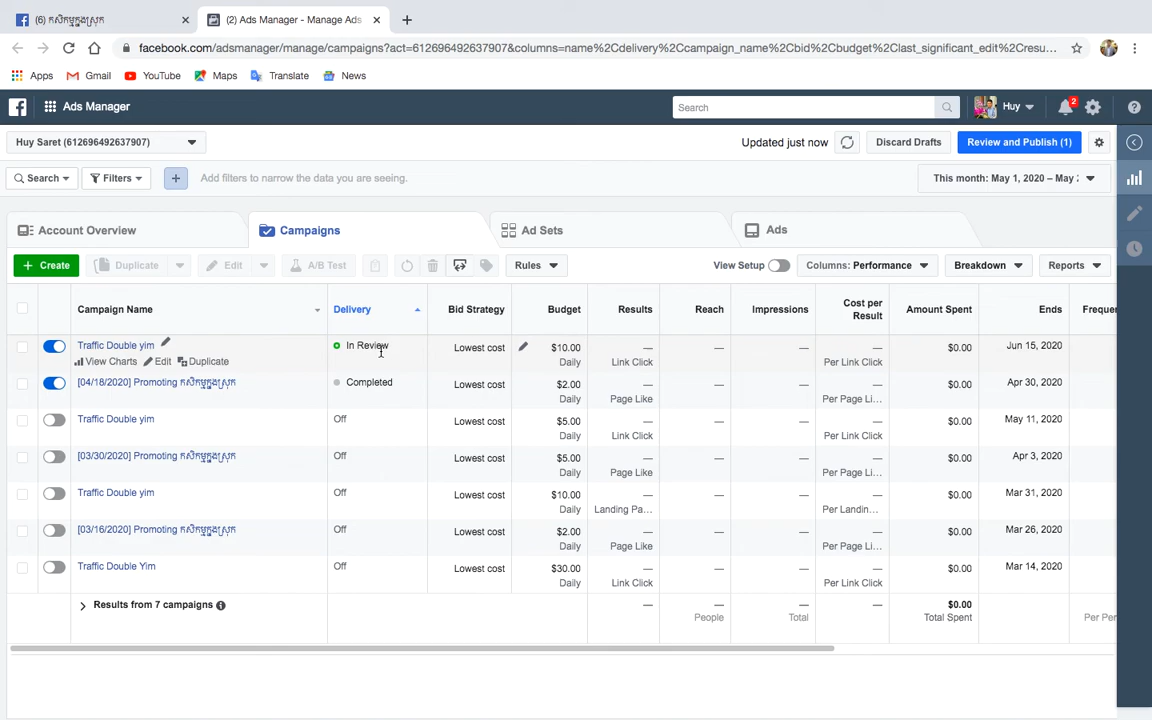 (6) កសិកម្មក្នុងស្រុក
(2) Ads Manager - Manage Ads
facebook.com/adsmanager/manage/campaigns?act=612696492637907&columns=name%2Cdelivery%2Ccampaign_name%2Cbid%2Cbudget%2Clast_significant_edit%2Cresu...
Apps Gmail YouTube Maps Translate News
Ads Manager Search Huy 2
Huy Saret (612696492637907) Updated just now Discard Drafts Review and Publish (1)
Search Filters + Add filters to narrow the data you are seeing. This month: May 1, 2020 – May
Account Overview Campaigns Ad Sets Ads
+ Create Duplicate Edit A/B Test Rules View Setup Columns: Performance Breakdown Reports
Campaign Name Delivery Bid Strategy Budget Results Reach Impressions Cost per Result Amount Spent Ends Freque
Traffic Double yim In Review Lowest cost $10.00 — — — — $0.00 Jun 15, 2020
View Charts Edit Duplicate Daily Link Click Per Link Click
[04/18/2020] Promoting កសិកម្មក្នុងស្រុក Completed Lowest cost $2.00 — — — — $0.00 Apr 30, 2020
Daily Page Like Per Page Li...
Traffic Double yim Off Lowest cost $5.00 — — — — $0.00 May 11, 2020
Daily Link Click Per Link Click
[03/30/2020] Promoting កសិកម្មក្នុងស្រុក Off Lowest cost $5.00 — — — — $0.00 Apr 3, 2020
Daily Page Like Per Page Li...
Traffic Double yim Off Lowest cost $10.00 — — — — $0.00 Mar 31, 2020
Daily Landing Pa... Per Landin...
[03/16/2020] Promoting កសិកម្មក្នុងស្រុក Off Lowest cost $2.00 — — — — $0.00 Mar 26, 2020
Daily Page Like Per Page Li...
Traffic Double Yim Off Lowest cost $30.00 — — — — $0.00 Mar 14, 2020
Daily Link Click Per Link Click
Results from 7 campaigns — — — — $0.00
People Total Total Spent Per Per